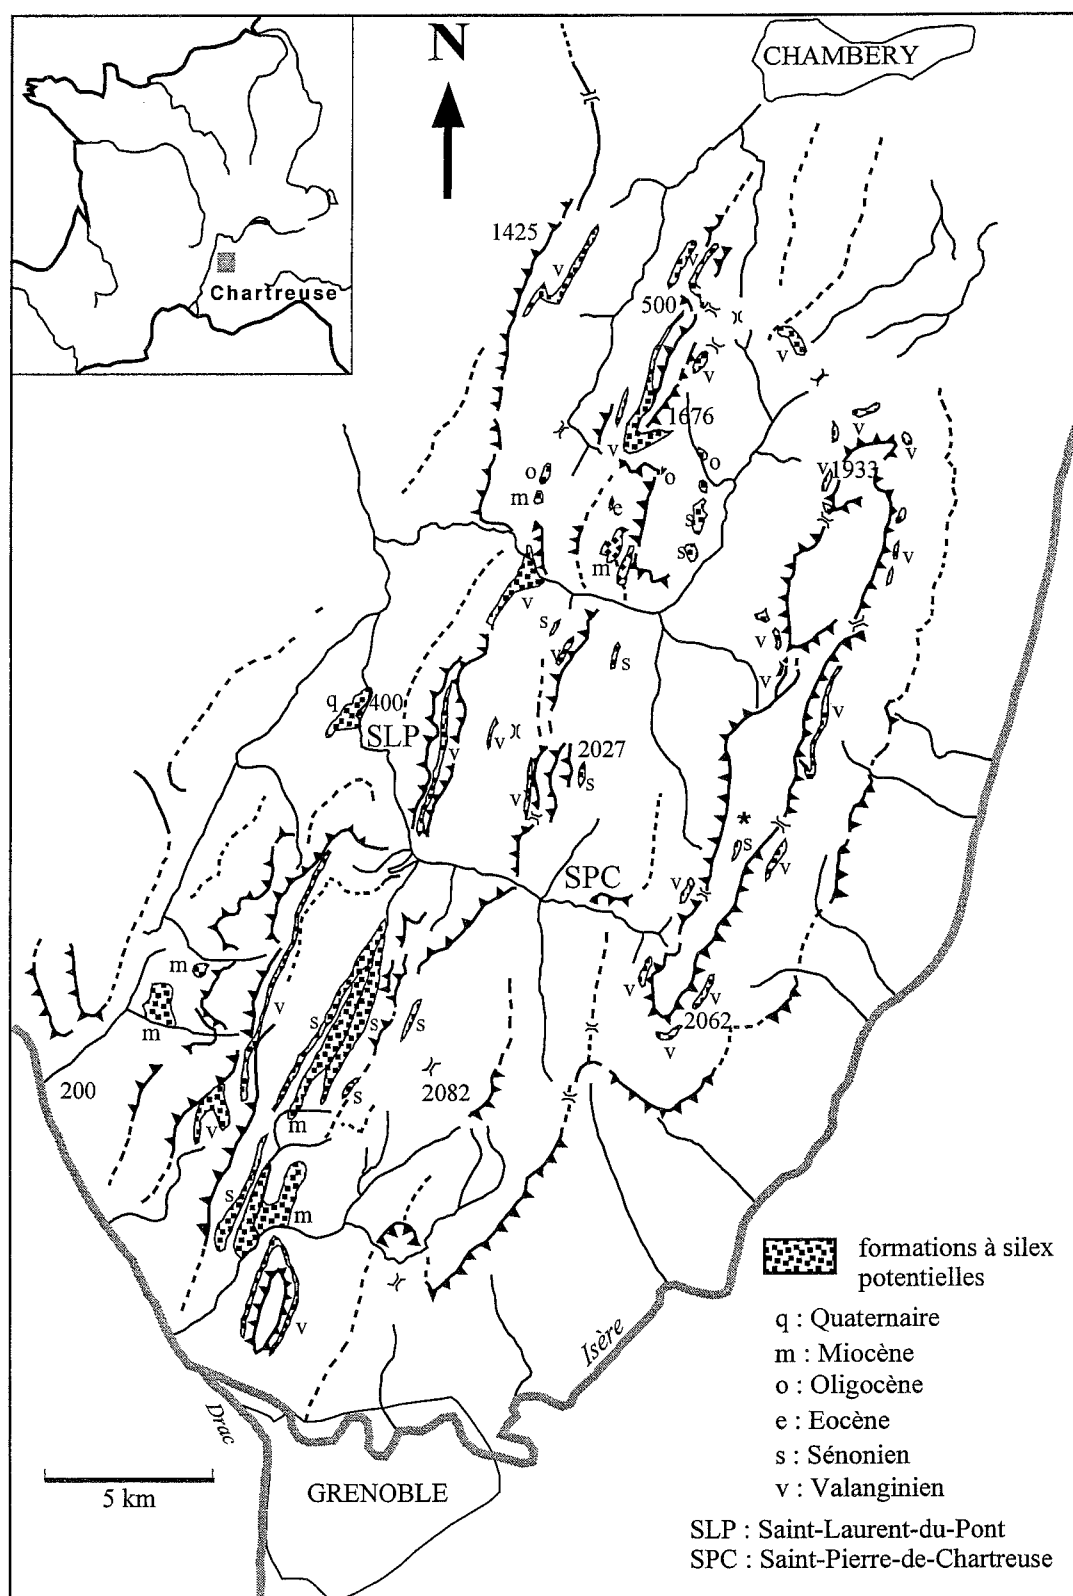 N
CHAMBERY
Chartreuse
1425
v
v
500
v
v
1676
v
o
o
o
m
e
s
s
m
v
v
v
1933
v
v
v
v
v
s
v
s
q
400
SLP
v
v
2027
s
v
v
*
s
v
SPC
v
m
m
v
s
s
s
v
v
2062
v
200
2082
s
m
v
s
m
v
formations à silex
potentielles
q : Quaternaire
m : Miocène
o : Oligocène
e : Eocène
s : Sénonien
v : Valanginien
Isère
Drac
5 km
GRENOBLE
SLP : Saint-Laurent-du-Pont
SPC : Saint-Pierre-de-Chartreuse